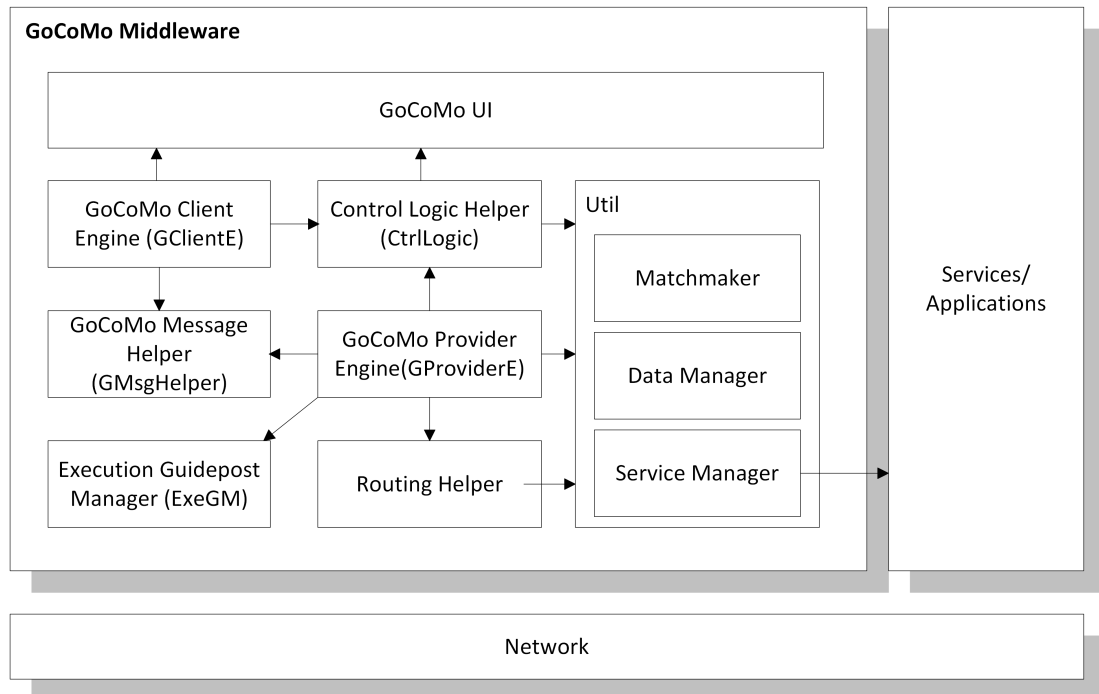 GoCoMo Middleware
GoCoMo UI
GoCoMo Client
Engine (GClientE)
Control Logic Helper
(CtrlLogic)
Util
Matchmaker
Services/
Applications
GoCoMo Message
Helper
(GMsgHelper)
GoCoMo Provider
Engine(GProviderE)
Data Manager
Execution Guidepost
Manager (ExeGM)
Routing Helper
Service Manager
Network